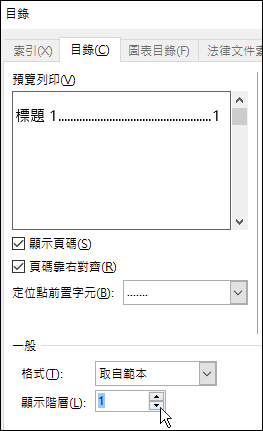 目錄
索引(X) 目錄(C) 圖表目錄(F) 法律文件
預覽列印(V)
標題 1..................................................1
顯示頁碼(S)
頁碼靠右對齊(R)
定位點前置字元(B): .......
一般
格式(T): 取自範本
顯示階層(L): 1